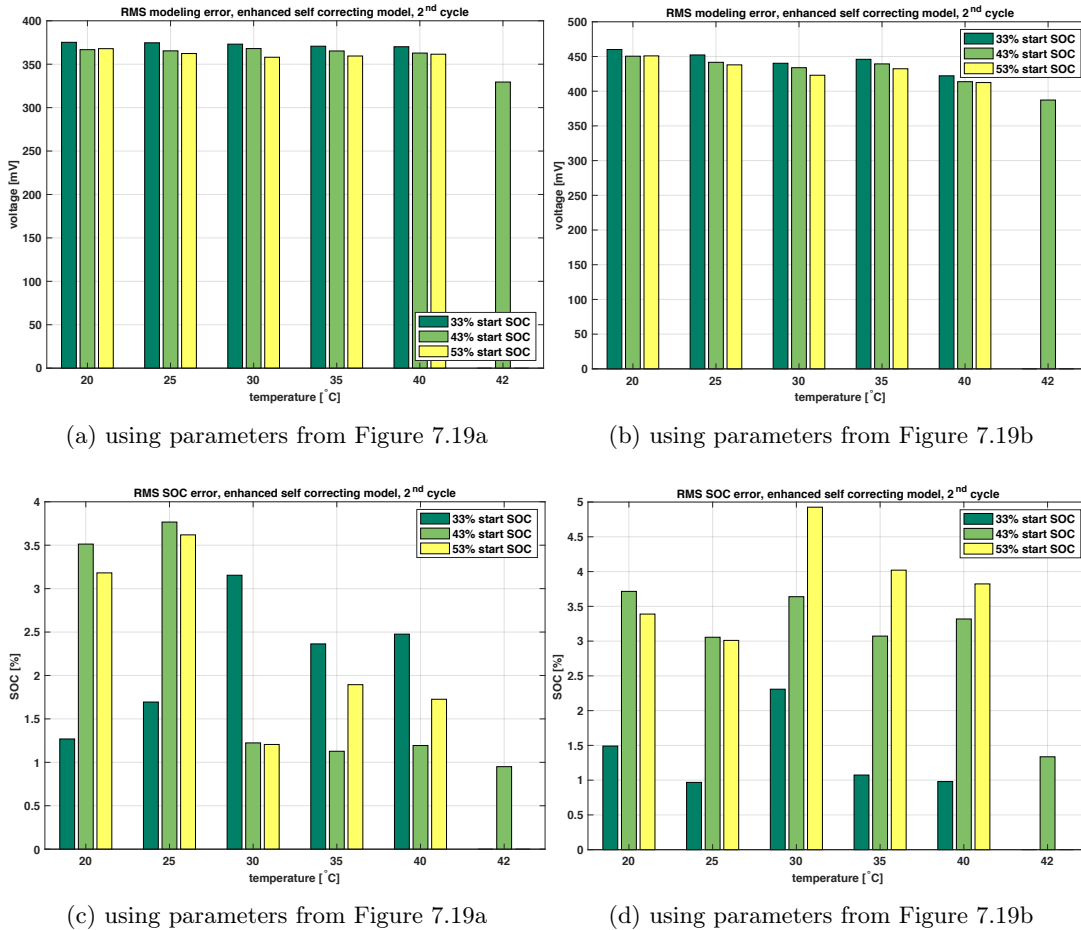 RMS modeling error, enhanced self correcting model, 2nd cycle
400
350
300
250
200
150
100
50
0
voltage [mV]
33% start SOC
43% start SOC
53% start SOC
20 25 30 35 40 42
temperature [°C]
(a) using parameters from Figure 7.19a
RMS modeling error, enhanced self correcting model, 2nd cycle
500
450
400
350
300
250
200
150
100
50
0
voltage [mV]
33% start SOC
43% start SOC
53% start SOC
20 25 30 35 40 42
temperature [°C]
(b) using parameters from Figure 7.19b
RMS SOC error, enhanced self correcting model, 2nd cycle
4
3.5
3
2.5
2
1.5
1
0.5
0
SOC [%]
33% start SOC
43% start SOC
53% start SOC
20 25 30 35 40 42
temperature [°C]
(c) using parameters from Figure 7.19a
RMS SOC error, enhanced self correcting model, 2nd cycle
5
4.5
4
3.5
3
2.5
2
1.5
1
0.5
0
SOC [%]
33% start SOC
43% start SOC
53% start SOC
20 25 30 35 40 42
temperature [°C]
(d) using parameters from Figure 7.19b